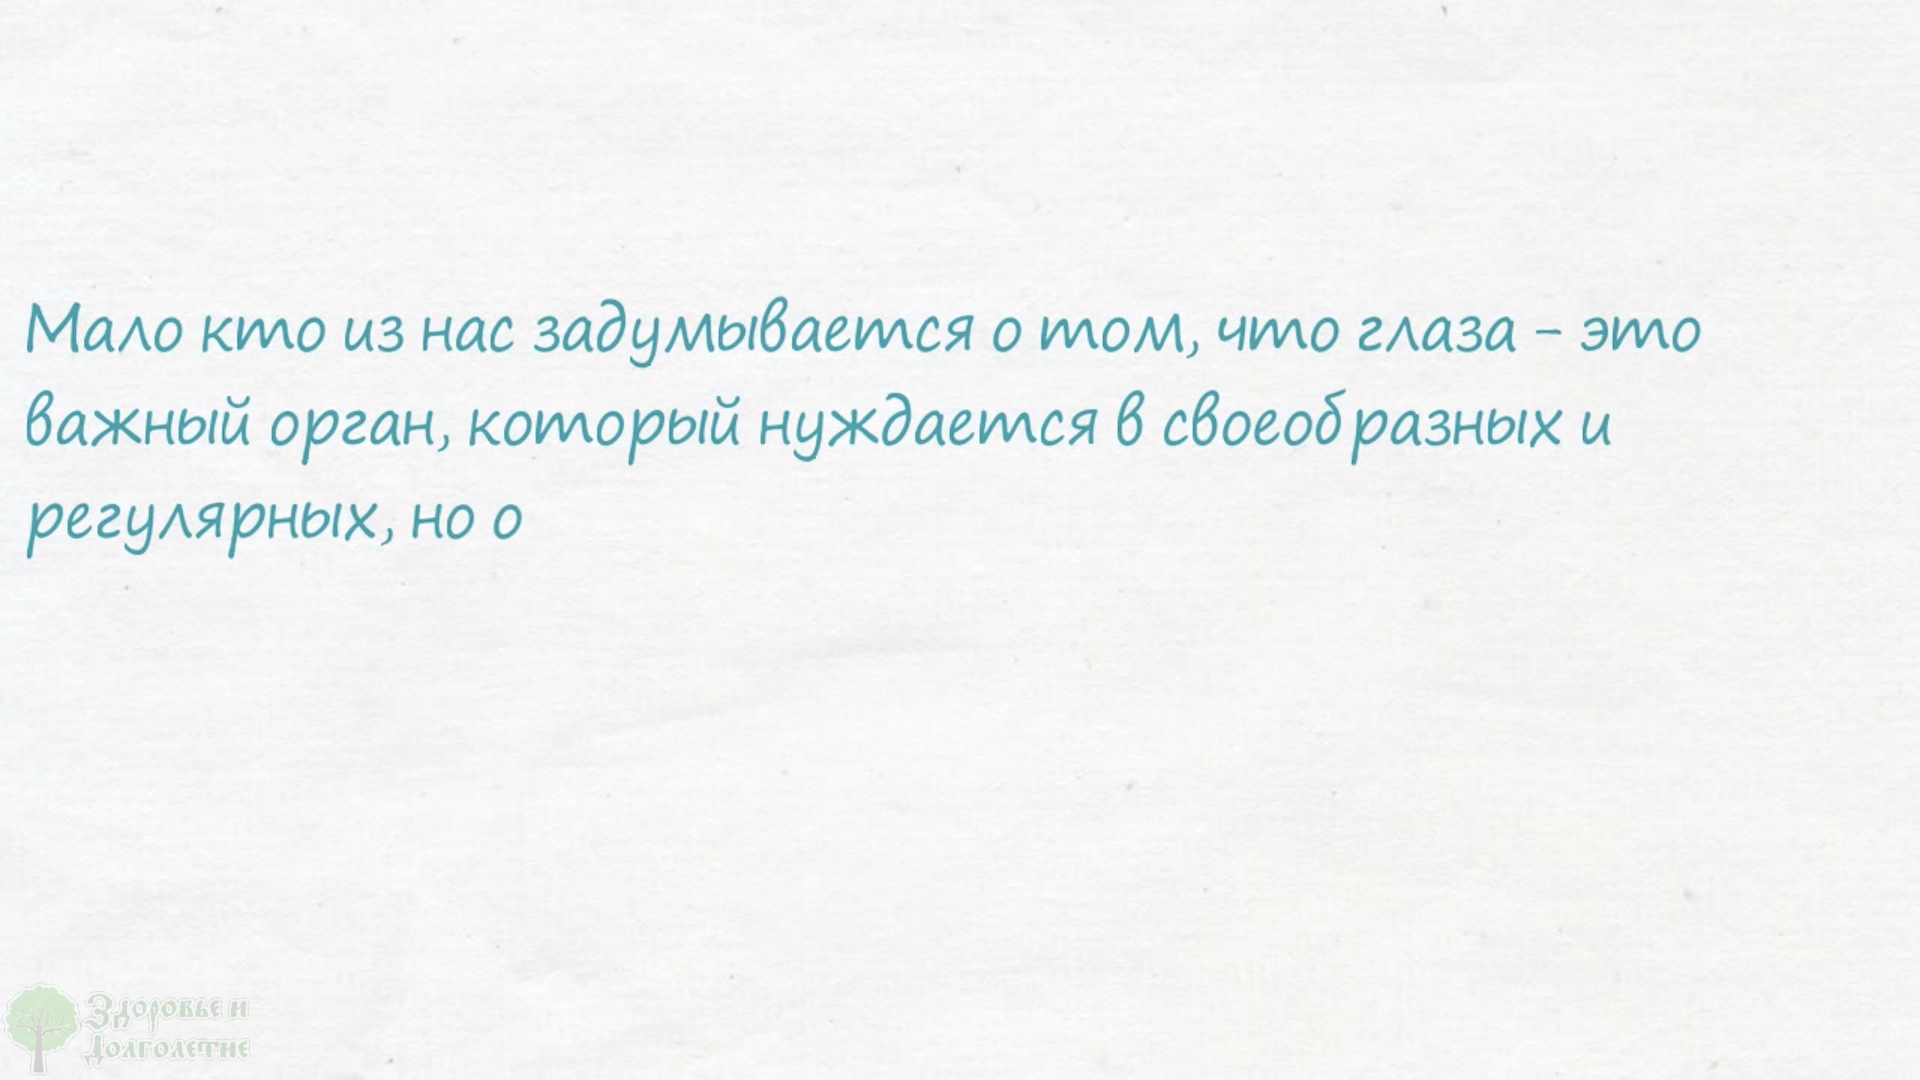 Мало кто из нас задумывается о том, что глаза - это
важный орган, который нуждается в своеобразных и
регулярных, но о
Здоровье и
Долголетие